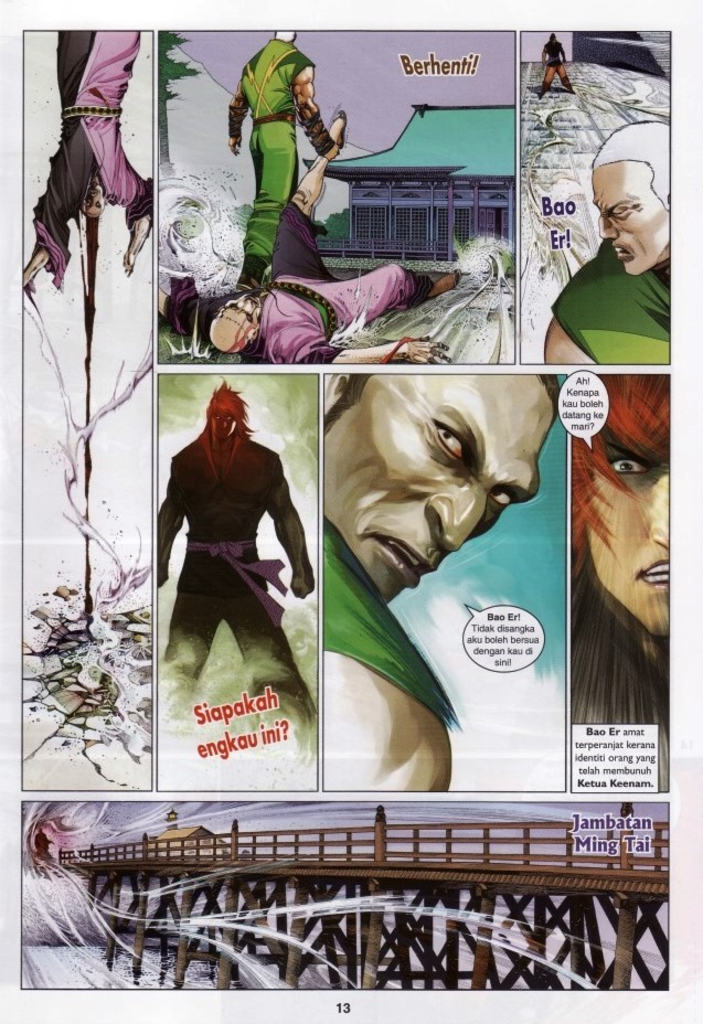 Berhenti!
Bao
Er!
Siapakah
engkau ini?
Bao Er!
Tidak disangka
aku boleh bersua
dengan kau di
sini!
Ah!
Kenapa
kau boleh
datang ke
mari?
Bao Er amat
terperanjat kerana
identiti orang yang
telah membunuh
Ketua Keenam.
Jambatan
Ming Tai
13